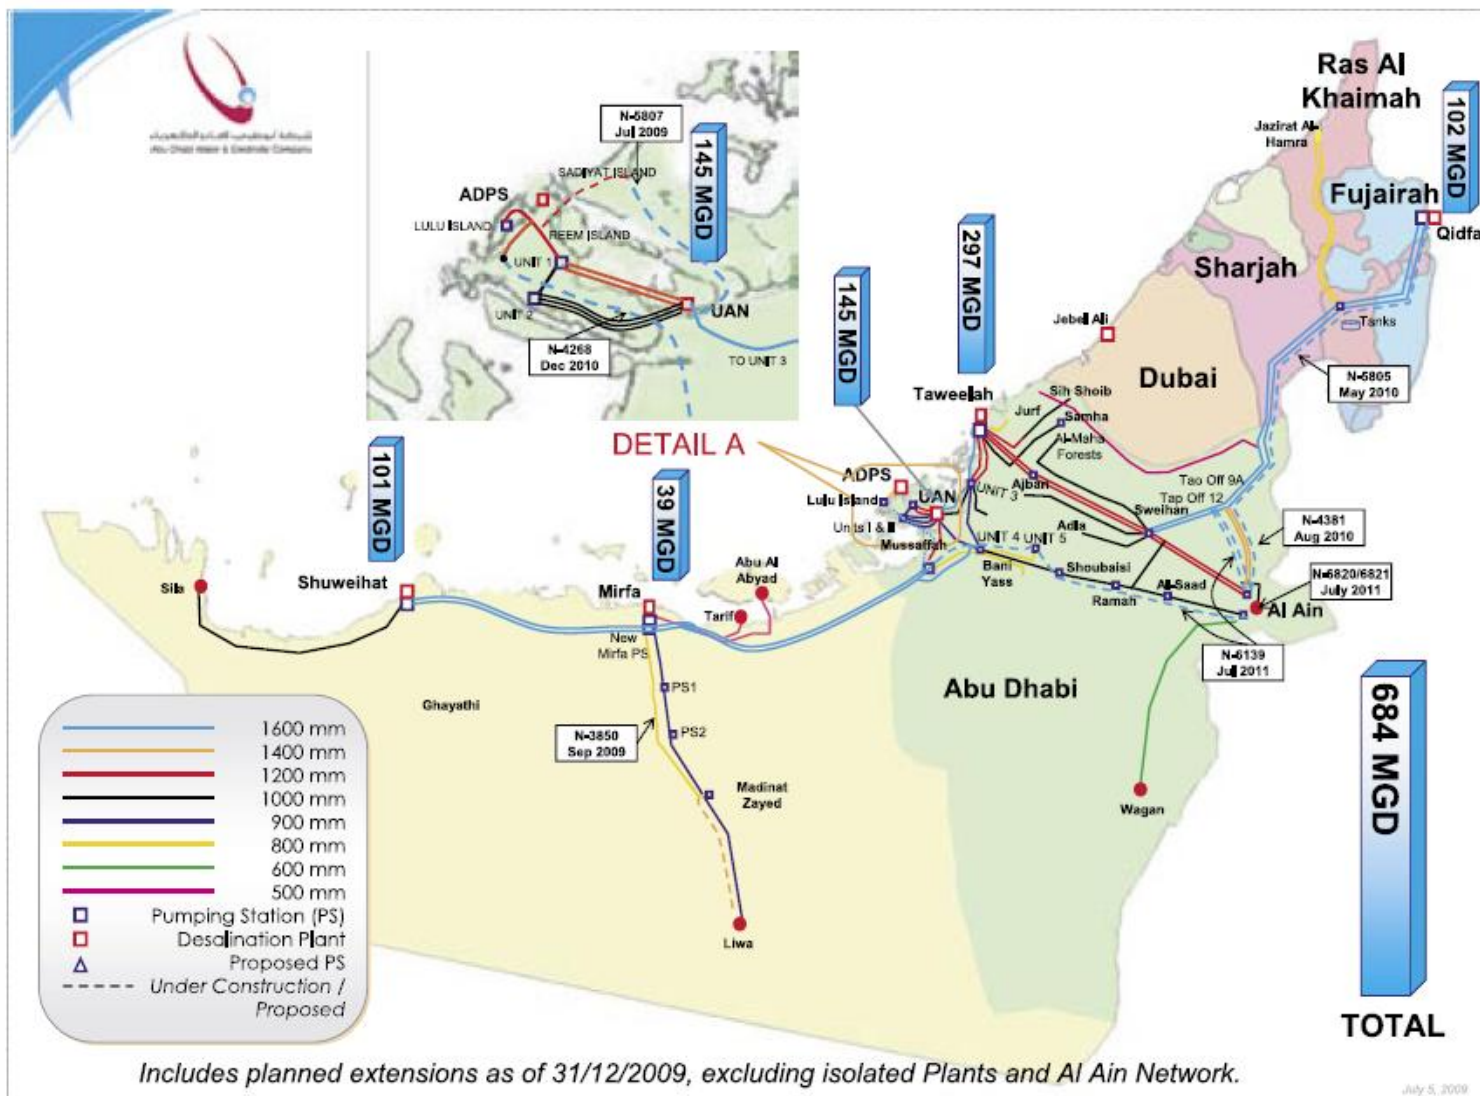 Abu Dhabi Water & Electricity Company
N-5807
Jul 2009
145 MGD
SADIYAT ISLAND
ADPS
LULU ISLAND
REEM ISLAND
UNIT 1
UNIT 2
UAN
N-4268
Dec 2010
TO UNIT 3
DETAIL A
Ras Al
Khaimah
Jazirat Al-
Hamra
102 MGD
Fujairah
Qidfa
Sharjah
Tanks
N-5805
May 2010
Jebel Ali
Dubai
297 MGD
145 MGD
Taweelah
Sih Shoib
Jurf
Samha
Al-Maha
Forests
ADPS
Lulu Island
UAN
Units I & II
Mussaffah
UNIT 3
Ajban
Tao Off 9A
Tap Off 12
Sweihan
Adla
UNIT 4
UNIT 5
Bani
Yass
Shoubaisi
Ramah
Al-Saad
N-4381
Aug 2010
N-5820/6821
July 2011
Al Ain
N-6139
Jul 2011
101 MGD
39 MGD
Sila
Shuweihat
Mirfa
Abu-Al
Abyad
Tarif
New
Mirfa PS
Ghayathi
PS1
PS2
N-3850
Sep 2009
Madinat
Zayed
Liwa
Abu Dhabi
Wagan
684 MGD
TOTAL
1600 mm
1400 mm
1200 mm
1000 mm
900 mm
800 mm
600 mm
500 mm
Pumping Station (PS)
Desalination Plant
Proposed PS
Under Construction /
Proposed
Includes planned extensions as of 31/12/2009, excluding isolated Plants and Al Ain Network.
July 5, 2009